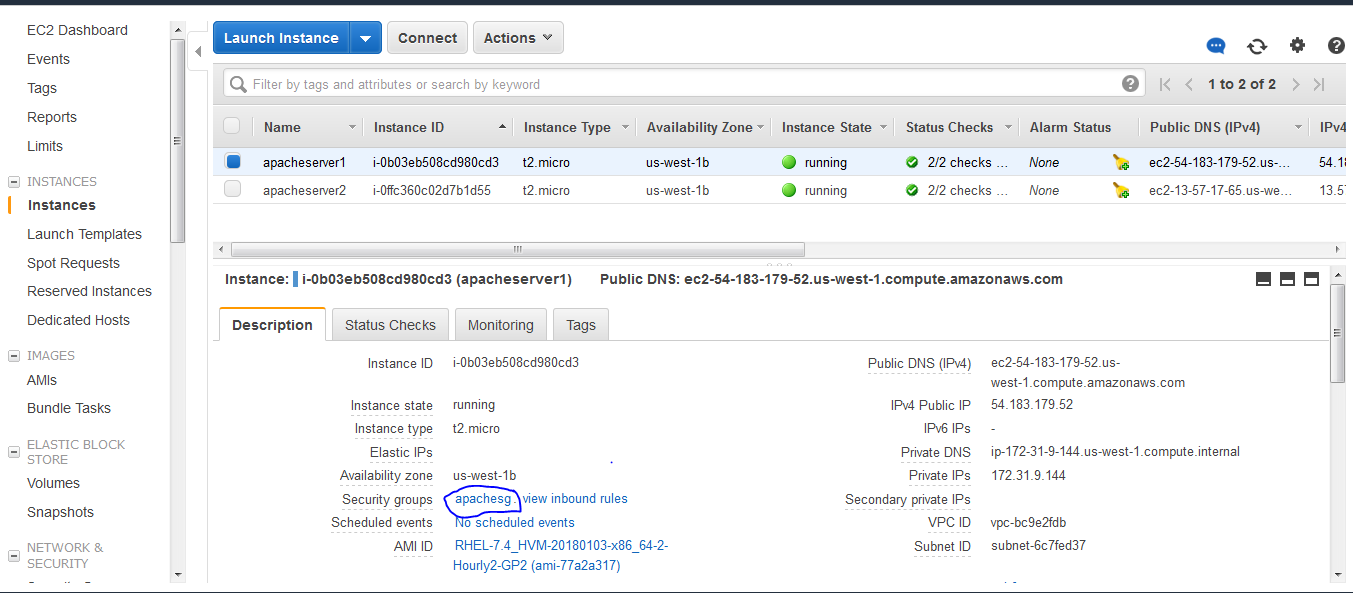 EC2 Dashboard
Events
Tags
Reports
Limits
INSTANCES
Instances
Launch Templates
Spot Requests
Reserved Instances
Dedicated Hosts
IMAGES
AMIs
Bundle Tasks
ELASTIC BLOCK
STORE
Volumes
Snapshots
NETWORK &
SECURITY
Launch Instance Connect Actions
Filter by tags and attributes or search by keyword
1 to 2 of 2
Name Instance ID Instance Type Availability Zone Instance State Status Checks Alarm Status Public DNS (IPv4) IPv4
apacheserver1 i-0b03eb508cd980cd3 t2.micro us-west-1b running 2/2 checks ... None ec2-54-183-179-52.us-... 54.18
apacheserver2 i-0ffc360c02d7b1d55 t2.micro us-west-1b running 2/2 checks ... None ec2-13-57-17-65.us-we... 13.57
Instance: i-0b03eb508cd980cd3 (apacheserver1) Public DNS: ec2-54-183-179-52.us-west-1.compute.amazonaws.com
Description Status Checks Monitoring Tags
Instance ID i-0b03eb508cd980cd3
Instance state running
Instance type t2.micro
Elastic IPs
Availability zone us-west-1b
Security groups apachesg. view inbound rules
Scheduled events No scheduled events
AMI ID RHEL-7.4_HVM-20180103-x86_64-2-
Hourly2-GP2 (ami-77a2a317)
Public DNS (IPv4) ec2-54-183-179-52.us-
west-1.compute.amazonaws.com
IPv4 Public IP 54.183.179.52
IPv6 IPs -
Private DNS ip-172-31-9-144.us-west-1.compute.internal
Private IPs 172.31.9.144
Secondary private IPs
VPC ID vpc-bc9e2fdb
Subnet ID subnet-6c7fed37